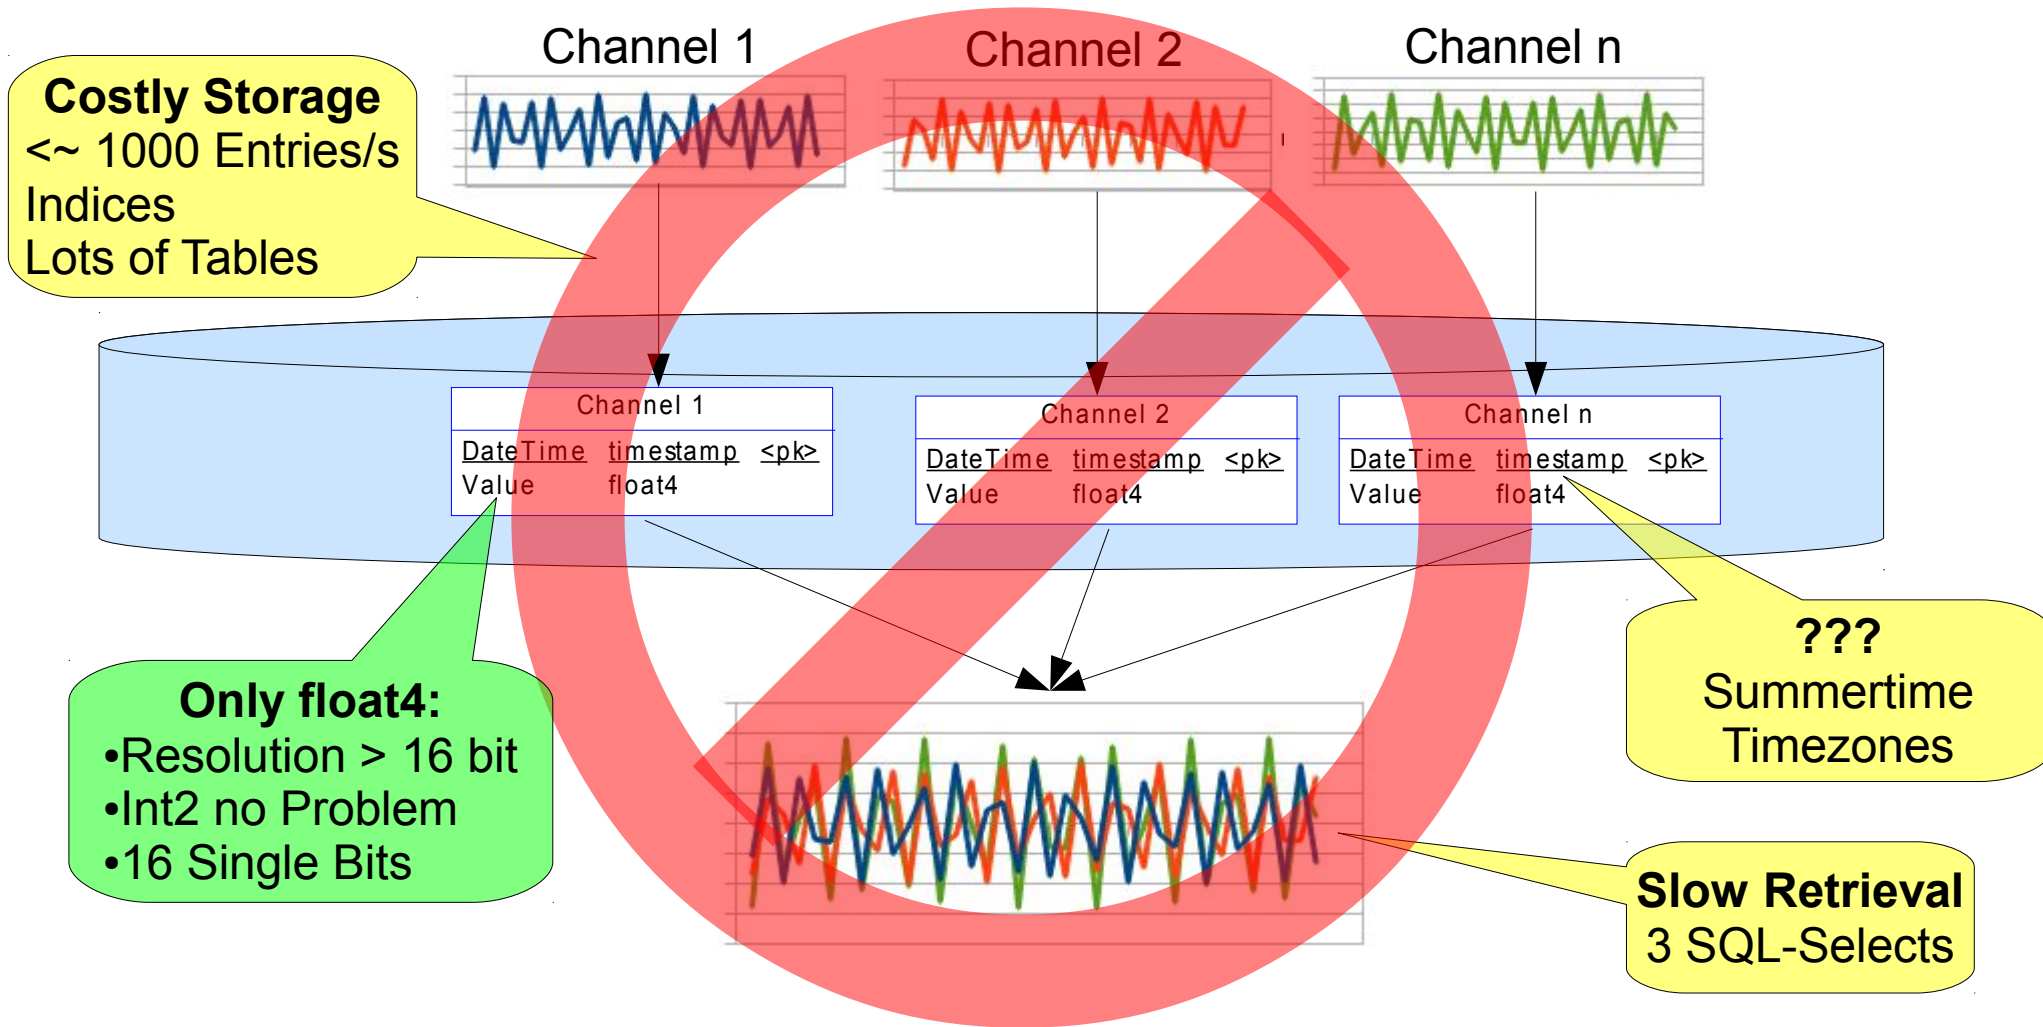 Channel 1
Channel 2
Channel n
Costly Storage
<~ 1000 Entries/s
Indices
Lots of Tables
Channel 1
DateTime timestamp <pk>
Value float4
Channel 2
DateTime timestamp <pk>
Value float4
Channel n
DateTime timestamp <pk>
Value float4
Only float4:
•Resolution > 16 bit
•Int2 no Problem
•16 Single Bits
???
Summertime
Timezones
Slow Retrieval
3 SQL-Selects